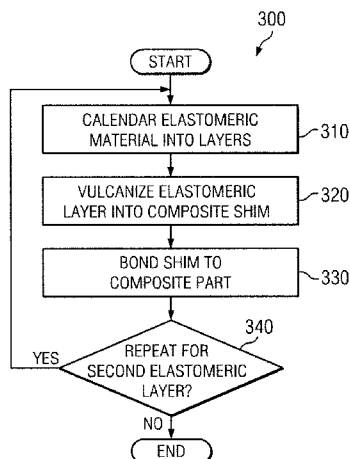 300
START
CALENDAR ELASTOMERIC
MATERIAL INTO LAYERS
310
VULCANIZE ELASTOMERIC
LAYER INTO COMPOSITE SHIM
320
BOND SHIM TO
COMPOSITE PART
330
340
YES
REPEAT FOR
SECOND ELASTOMERIC
LAYER?
NO
END